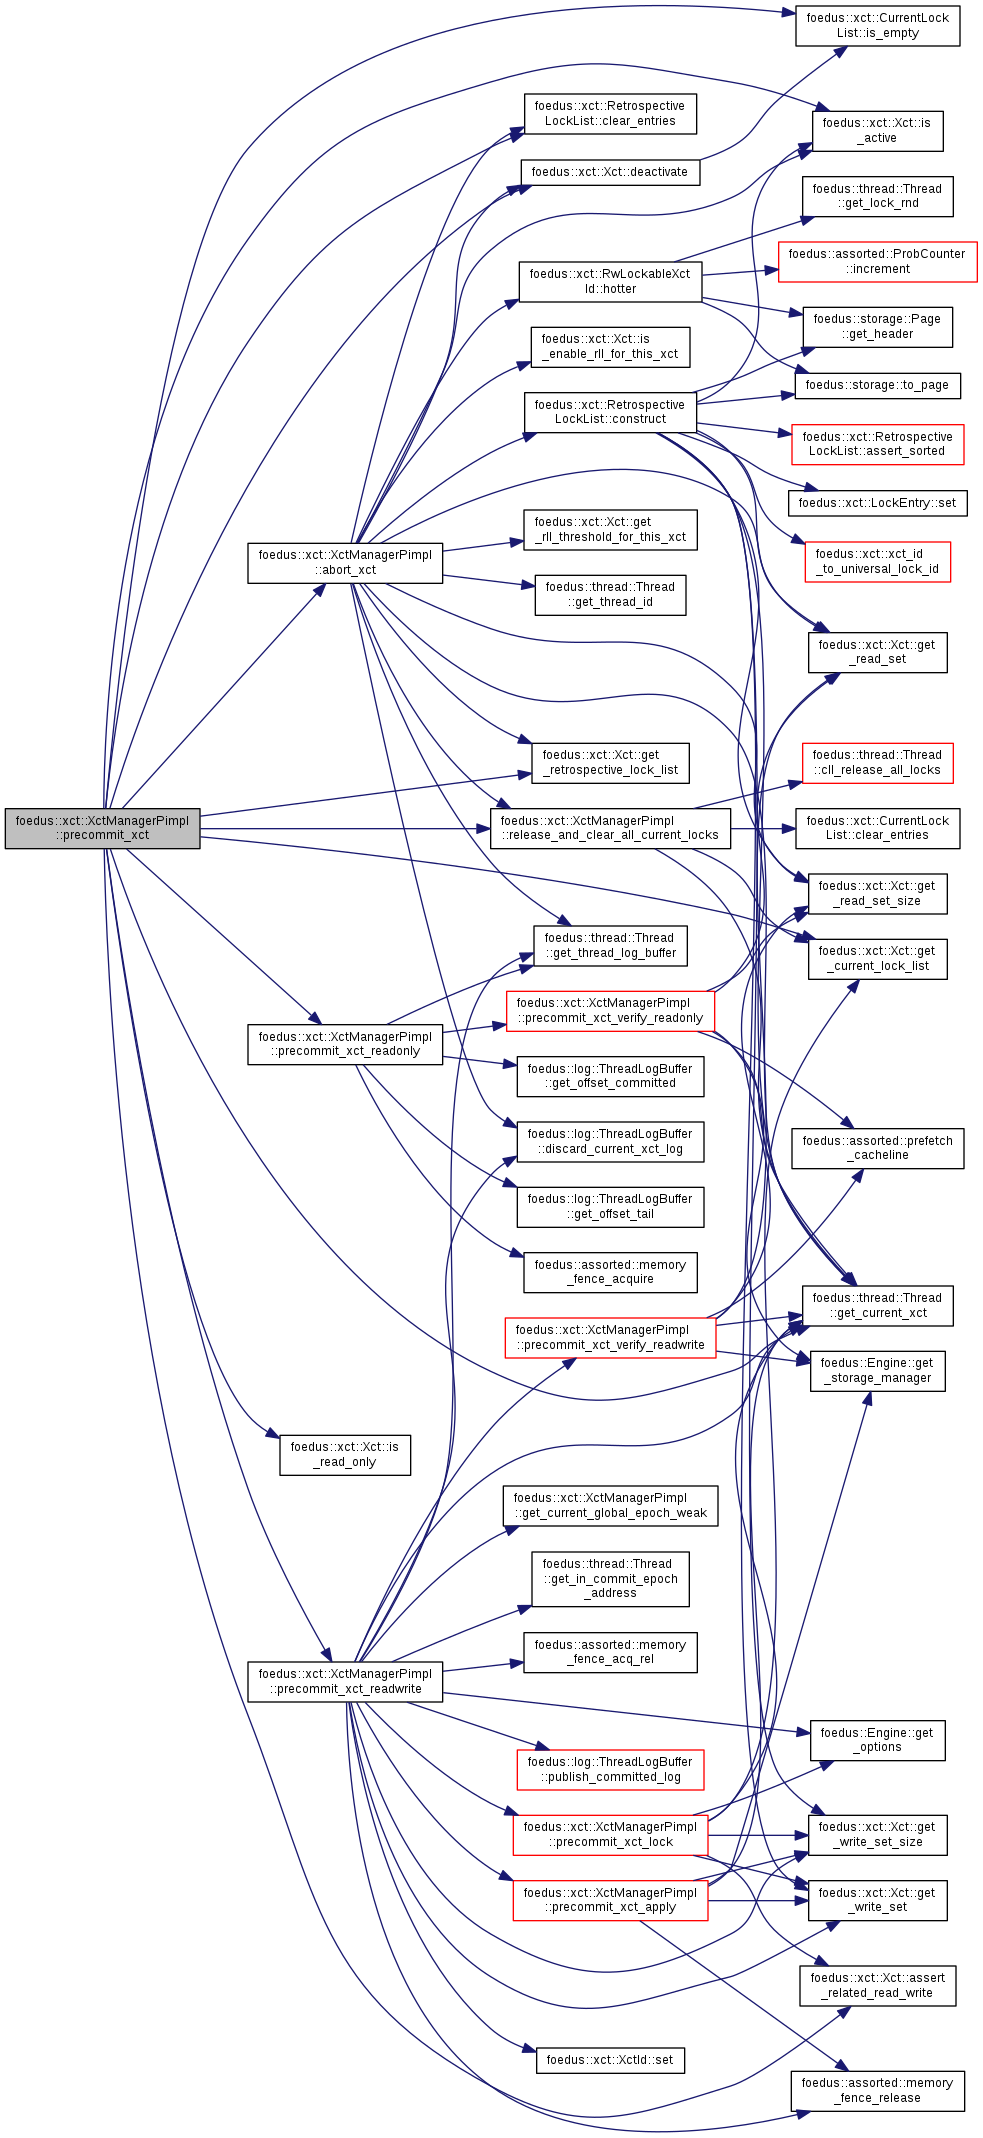 foedus::xct::CurrentLock
List::is_empty
foedus::xct::Retrospective
LockList::clear_entries
foedus::xct::Xct::is
_active
foedus::xct::Xct::deactivate
foedus::thread::Thread
::get_lock_rnd
foedus::assorted::ProbCounter
::increment
foedus::xct::RwLockableXct
Id::hotter
foedus::storage::Page
::get_header
foedus::xct::Xct::is
_enable_rll_for_this_xct
foedus::storage::to_page
foedus::xct::Retrospective
LockList::construct
foedus::xct::Retrospective
LockList::assert_sorted
foedus::xct::LockEntry::set
foedus::xct::Xct::get
_rll_threshold_for_this_xct
foedus::xct::XctManagerPimpl
::abort_xct
foedus::xct::xct_id
_to_universal_lock_id
foedus::thread::Thread
::get_thread_id
foedus::xct::Xct::get
_read_set
foedus::xct::Xct::get
_retrospective_lock_list
foedus::thread::Thread
::cll_release_all_locks
foedus::xct::XctManagerPimpl
::precommit_xct
foedus::xct::XctManagerPimpl
::release_and_clear_all_current_locks
foedus::xct::CurrentLock
List::clear_entries
foedus::xct::Xct::get
_read_set_size
foedus::thread::Thread
::get_thread_log_buffer
foedus::xct::Xct::get
_current_lock_list
foedus::xct::XctManagerPimpl
::precommit_xct_verify_readonly
foedus::xct::XctManagerPimpl
::precommit_xct_readonly
foedus::log::ThreadLogBuffer
::get_offset_committed
foedus::log::ThreadLogBuffer
::discard_current_xct_log
foedus::assorted::prefetch
_cacheline
foedus::log::ThreadLogBuffer
::get_offset_tail
foedus::assorted::memory
_fence_acquire
foedus::thread::Thread
::get_current_xct
foedus::xct::XctManagerPimpl
::precommit_xct_verify_readwrite
foedus::Engine::get
_storage_manager
foedus::xct::Xct::is
_read_only
foedus::xct::XctManagerPimpl
::get_current_global_epoch_weak
foedus::thread::Thread
::get_in_commit_epoch
_address
foedus::assorted::memory
_fence_acq_rel
foedus::xct::XctManagerPimpl
::precommit_xct_readwrite
foedus::Engine::get
_options
foedus::log::ThreadLogBuffer
::publish_committed_log
foedus::xct::XctManagerPimpl
::precommit_xct_lock
foedus::xct::Xct::get
_write_set_size
foedus::xct::XctManagerPimpl
::precommit_xct_apply
foedus::xct::Xct::get
_write_set
foedus::xct::Xct::assert
_related_read_write
foedus::xct::XctId::set
foedus::assorted::memory
_fence_release